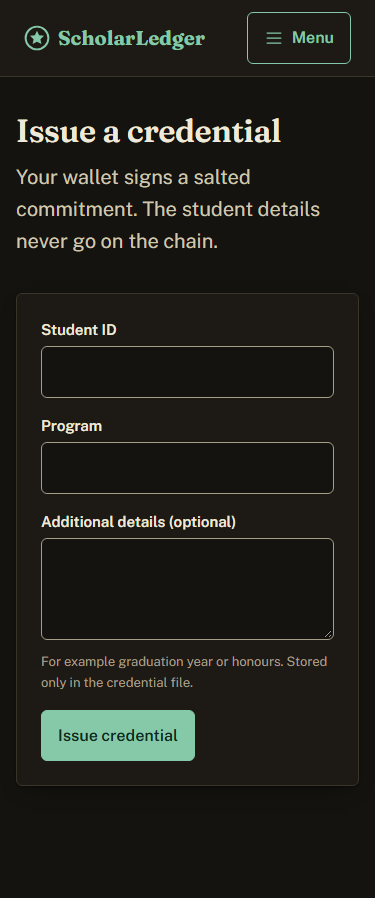 ScholarLedger
Menu
Issue a credential
Your wallet signs a salted
commitment. The student details
never go on the chain.
Student ID
Program
Additional details (optional)
For example graduation year or honours. Stored
only in the credential file.
Issue credential